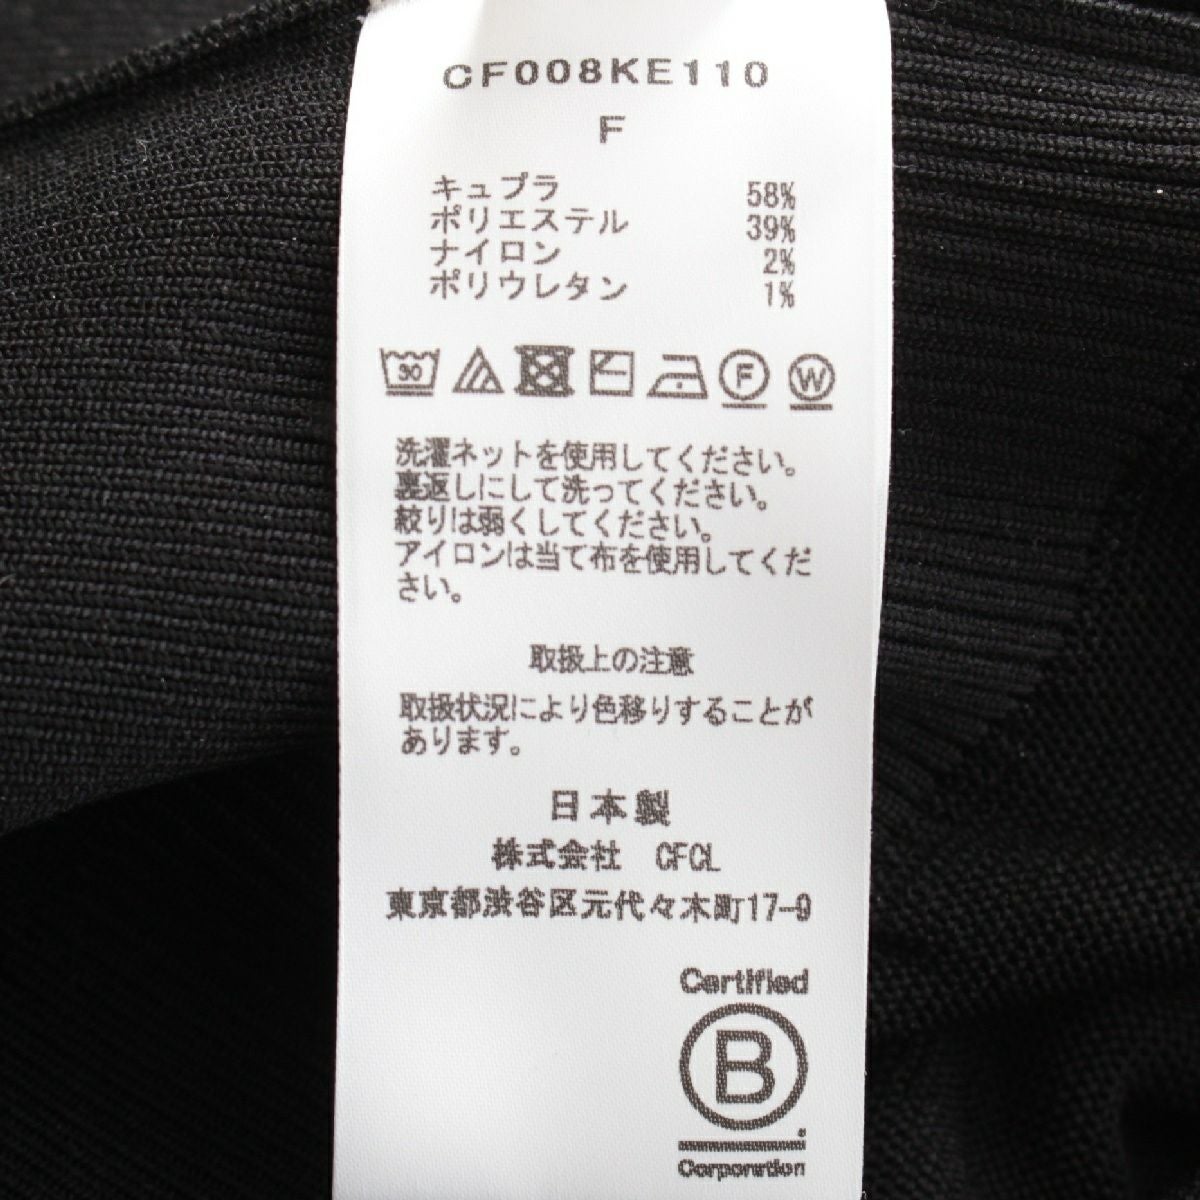 CF008KE110
F
キュプラ 58%
ポリエステル 39%
ナイロン 2%
ポリウレタン 1%
30 F W
洗濯ネットを使用してください。
裏返しにして洗ってください。
絞りは弱くしてください。
アイロンは当て布を使用してくだ
さい。
取扱上の注意
取扱状況により色移りすることが
あります。
日本製
株式会社 CFCL
東京都渋谷区元代々木町17-9
Certified
B
Corporation